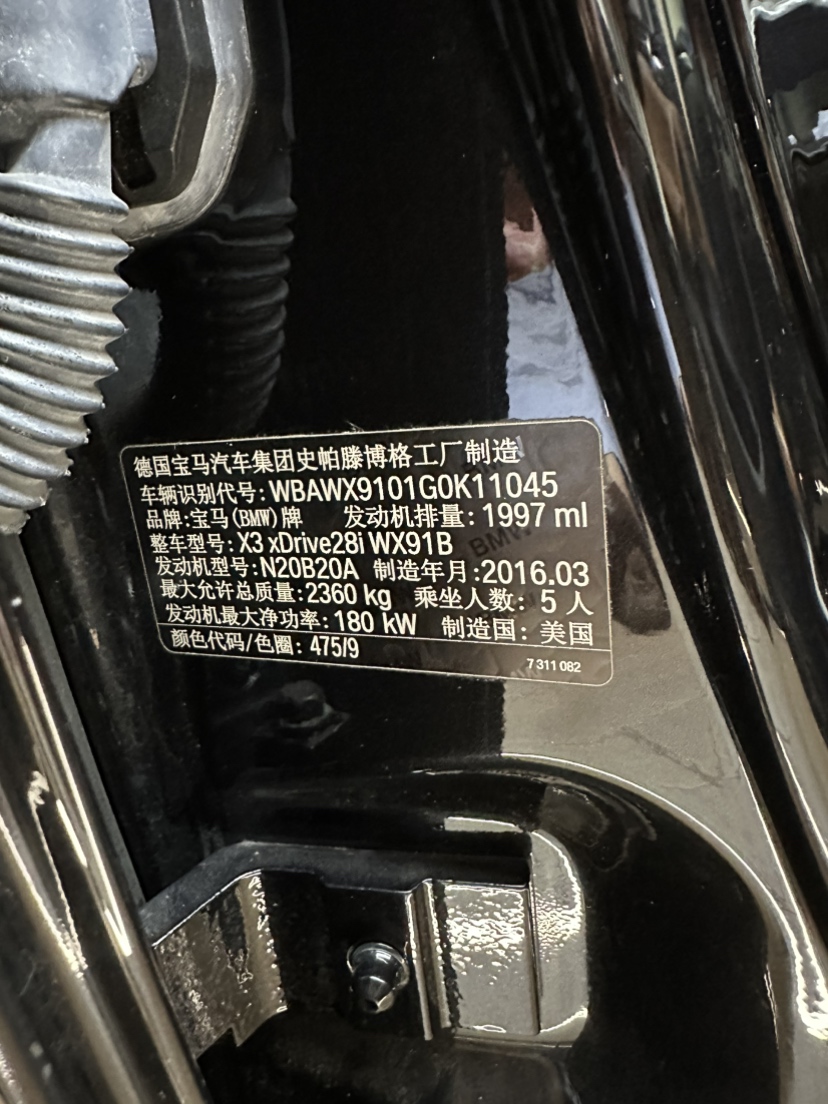 德国宝马汽车集团史帕滕博格工厂制造
车辆识别代号: WBAWX9101G0K11045
品牌:宝马(BMW)牌 发动机排量: 1997 ml
整车型号: X3 xDrive28i WX91B
发动机型号: N20B20A 制造年月:2016.03
最大允许总质量: 2360 kg 乘坐人数: 5 人
发动机最大净功率: 180 kW 制造国: 美国
颜色代码/色圈: 475/9
7 311 082